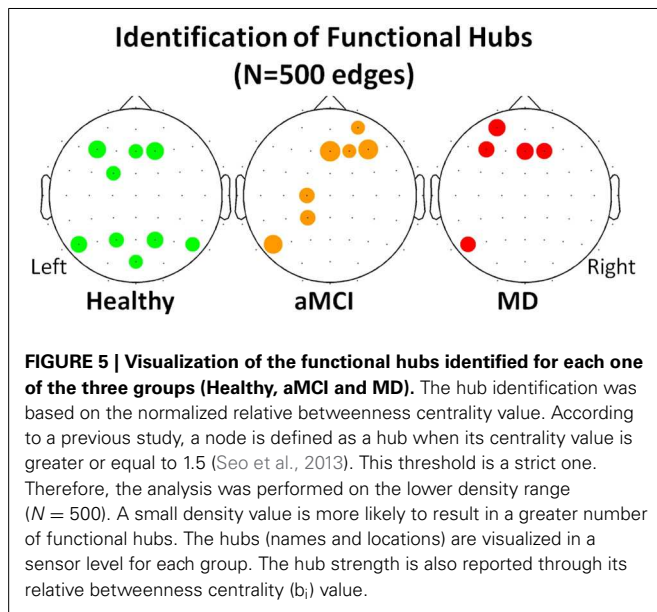 Identification of Functional Hubs
(N=500 edges)
Left
Right
Healthy
aMCI
MD
FIGURE 5 | Visualization of the functional hubs identified for each one
of the three groups (Healthy, aMCI and MD). The hub identification was
based on the normalized relative betweenness centrality value. According
to a previous study, a node is defined as a hub when its centrality value is
greater or equal to 1.5 (Seo et al., 2013). This threshold is a strict one.
Therefore, the analysis was performed on the lower density range
(N = 500). A small density value is more likely to result in a greater number
of functional hubs. The hubs (names and locations) are visualized in a
sensor level for each group. The hub strength is also reported through its
relative betweenness centrality (bᵢ) value.